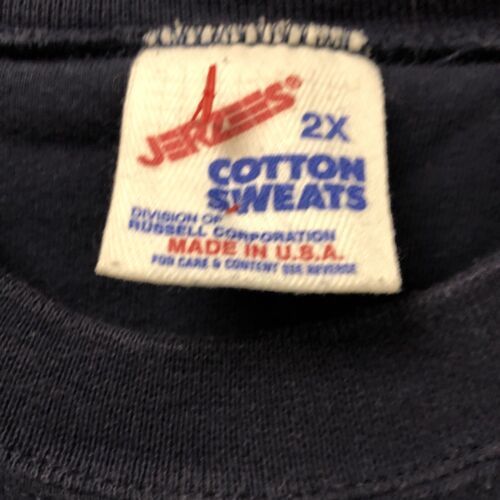 JERZEES®
2X
COTTON
SWEATS
DIVISION OF
RUSSELL CORPORATION
MADE IN U.S.A.
FOR CARE & CONTENT SEE REVERSE